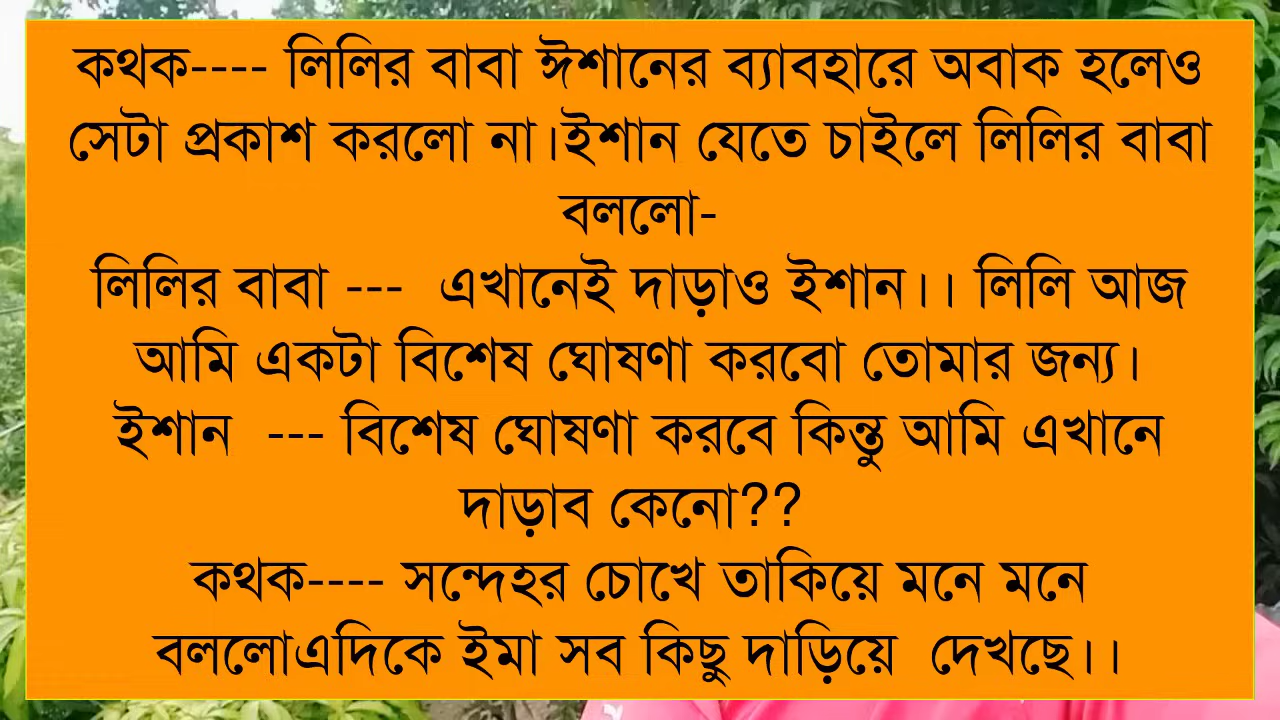 কথক---- লিলির বাবা ঈশানের ব্যাবহারে অবাক হলেও
সেটা প্রকাশ করলো না।ইশান যেতে চাইলে লিলির বাবা
বললো-
লিলির বাবা --- এখানেই দাড়াও ইশান।। লিলি আজ
আমি একটা বিশেষ ঘোষণা করবো তোমার জন্য।
ইশান --- বিশেষ ঘোষণা করবে কিন্তু আমি এখানে
দাড়াব কেনো??
কথক---- সন্দেহর চোখে তাকিয়ে মনে মনে
বললোএদিকে ইমা সব কিছু দাড়িয়ে দেখছে।।